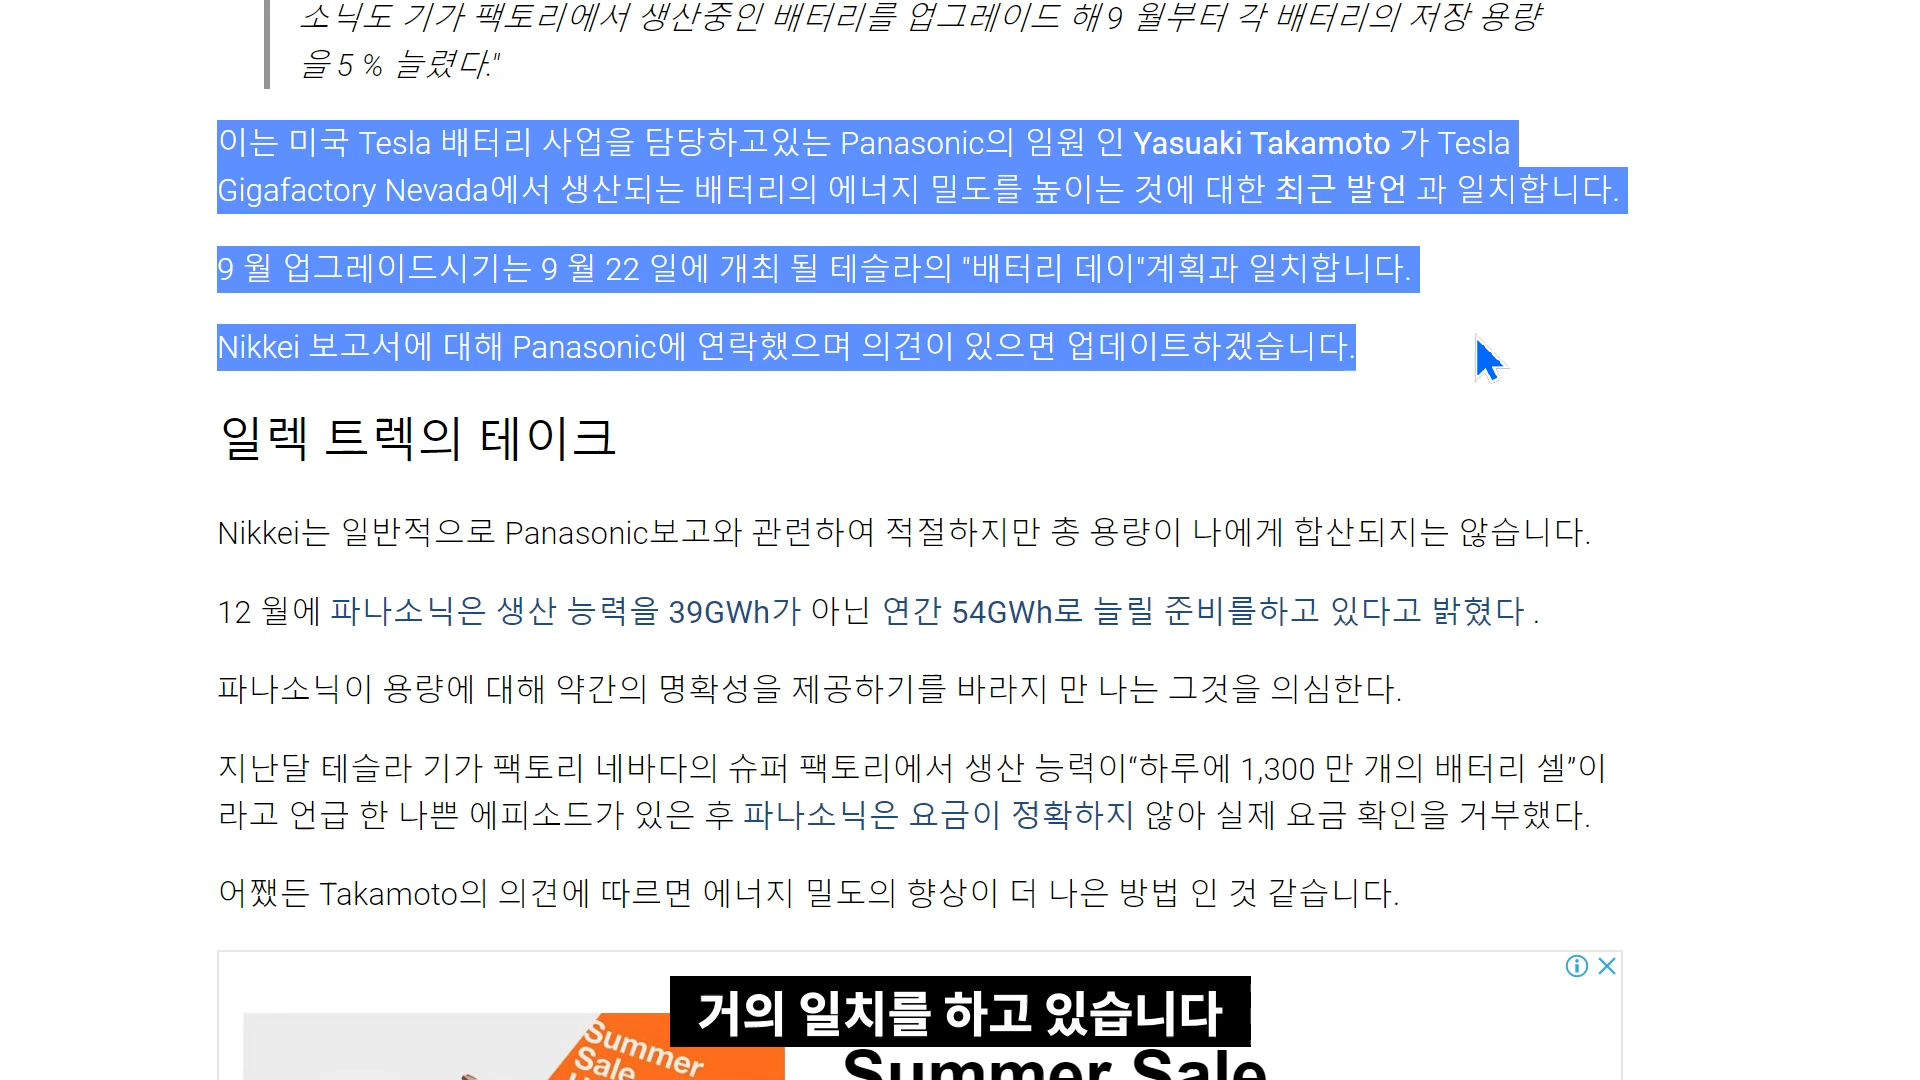 소닉도 기가 팩토리에서 생산중인 배터리를 업그레이드 해 9 월부터 각 배터리의 저장 용량
을 5 % 늘렸다."
이는 미국 Tesla 배터리 사업을 담당하고있는 Panasonic의 임원 인 Yasuaki Takamoto 가 Tesla
Gigafactory Nevada에서 생산되는 배터리의 에너지 밀도를 높이는 것에 대한 최근 발언 과 일치합니다.
9 월 업그레이드시기는 9 월 22 일에 개최 될 테슬라의 "배터리 데이"계획과 일치합니다.
Nikkei 보고서에 대해 Panasonic에 연락했으며 의견이 있으면 업데이트하겠습니다.
일렉 트렉의 테이크
Nikkei는 일반적으로 Panasonic보고와 관련하여 적절하지만 총 용량이 나에게 합산되지는 않습니다.
12 월에 파나소닉은 생산 능력을 39GWh가 아닌 연간 54GWh로 늘릴 준비를하고 있다고 밝혔다 .
파나소닉이 용량에 대해 약간의 명확성을 제공하기를 바라지 만 나는 그것을 의심한다.
지난달 테슬라 기가 팩토리 네바다의 슈퍼 팩토리에서 생산 능력이“하루에 1,300 만 개의 배터리 셀”이
라고 언급 한 나쁜 에피소드가 있은 후 파나소닉은 요금이 정확하지 않아 실제 요금 확인을 거부했다.
어쨌든 Takamoto의 의견에 따르면 에너지 밀도의 향상이 더 나은 방법 인 것 같습니다.
거의 일치를 하고 있습니다
Summer
Sale
Summer Sale